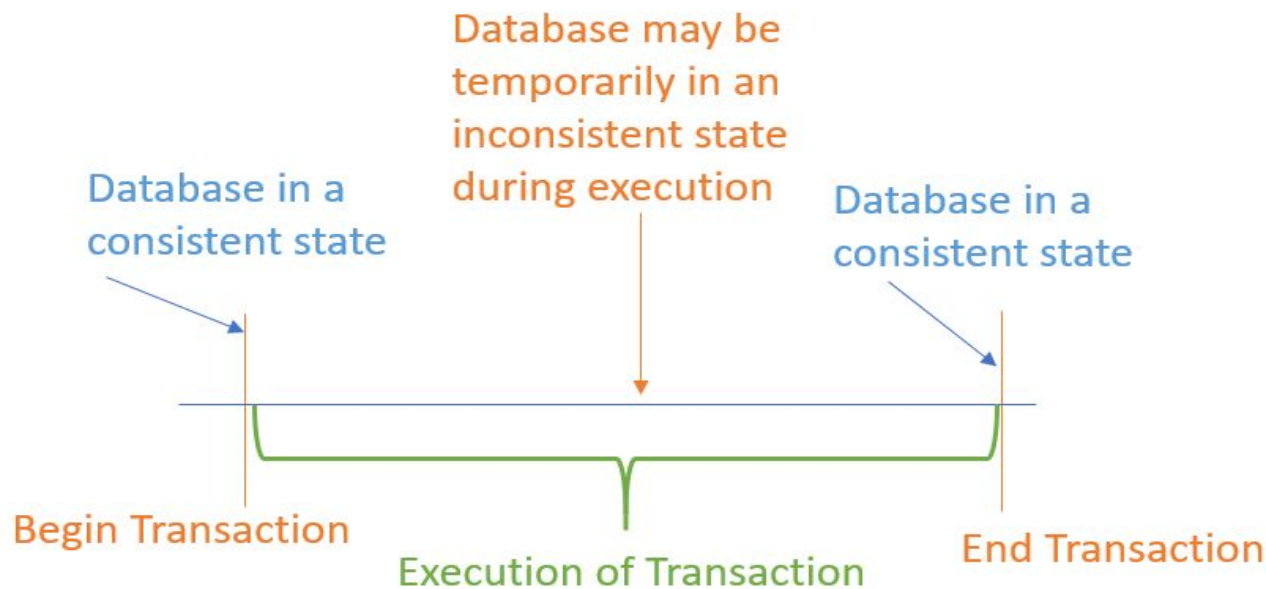 Database may be
temporarily in an
inconsistent state
during execution
Database in a
consistent state
Database in a
consistent state
Begin Transaction
Execution of Transaction
End Transaction